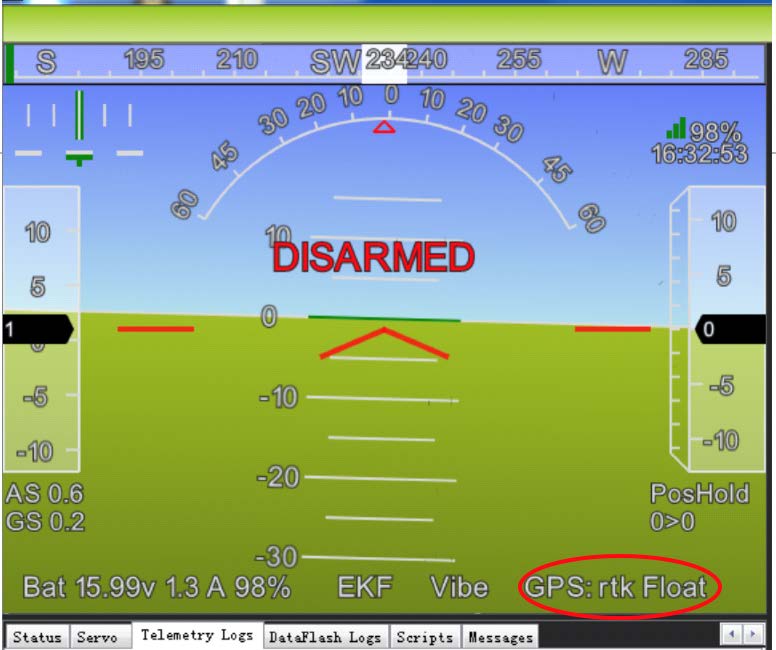 S 195 210 SW 234 240 255 W 285
60 45 30 20 10 0 10 20 30 45 60
98%
16:32:53
10 10 10
DISARMED
5 5
0
1 0
0
-5 -5
-10
-10 -10
-20
AS 0.6 PosHold
GS 0.2 0>0
-30
Bat 15.99v 1.3 A 98% EKF Vibe GPS: rtk Float
Status Servo Telemetry Logs DataFlash Logs Scripts Messages